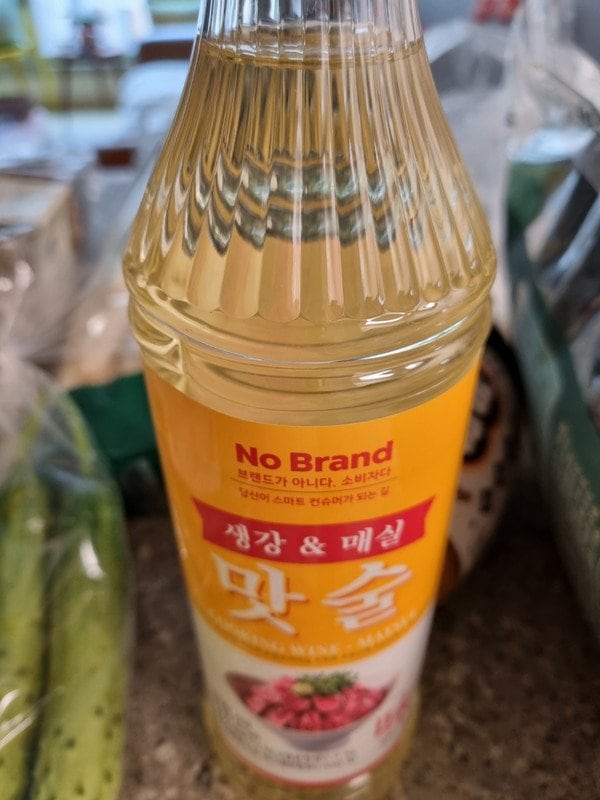 No Brand
브랜드가 아니다. 소비자다
당신이 스마트 컨슈머가 되는 길
생강 & 매실
맛술
COOKING WINE - MATSUL